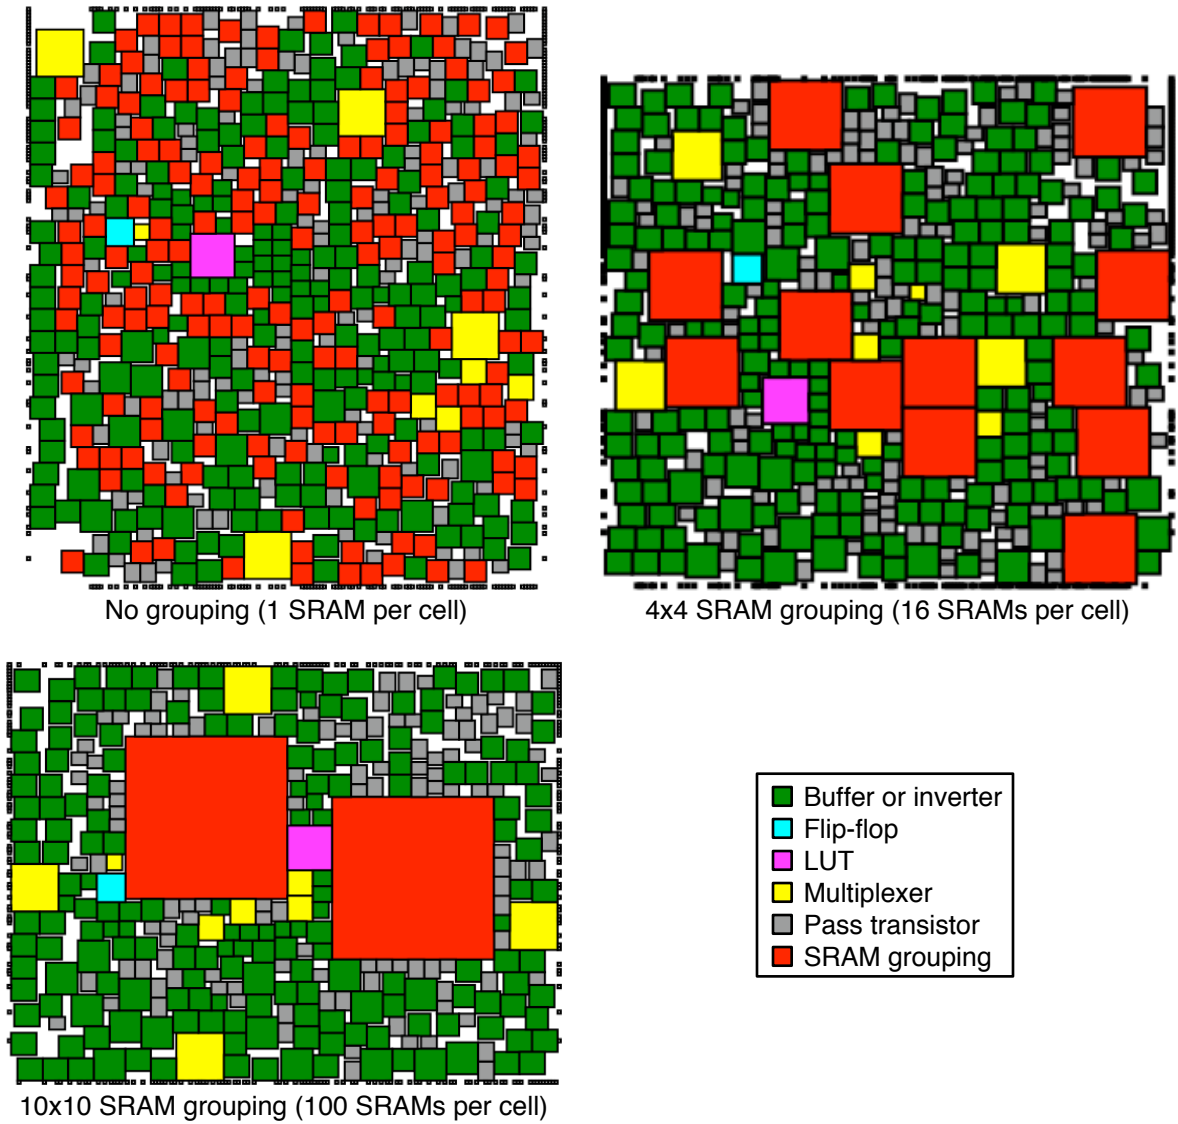 No grouping (1 SRAM per cell)
4x4 SRAM grouping (16 SRAMs per cell)
10x10 SRAM grouping (100 SRAMs per cell)
Buffer or inverter
Flip-flop
LUT
Multiplexer
Pass transistor
SRAM grouping